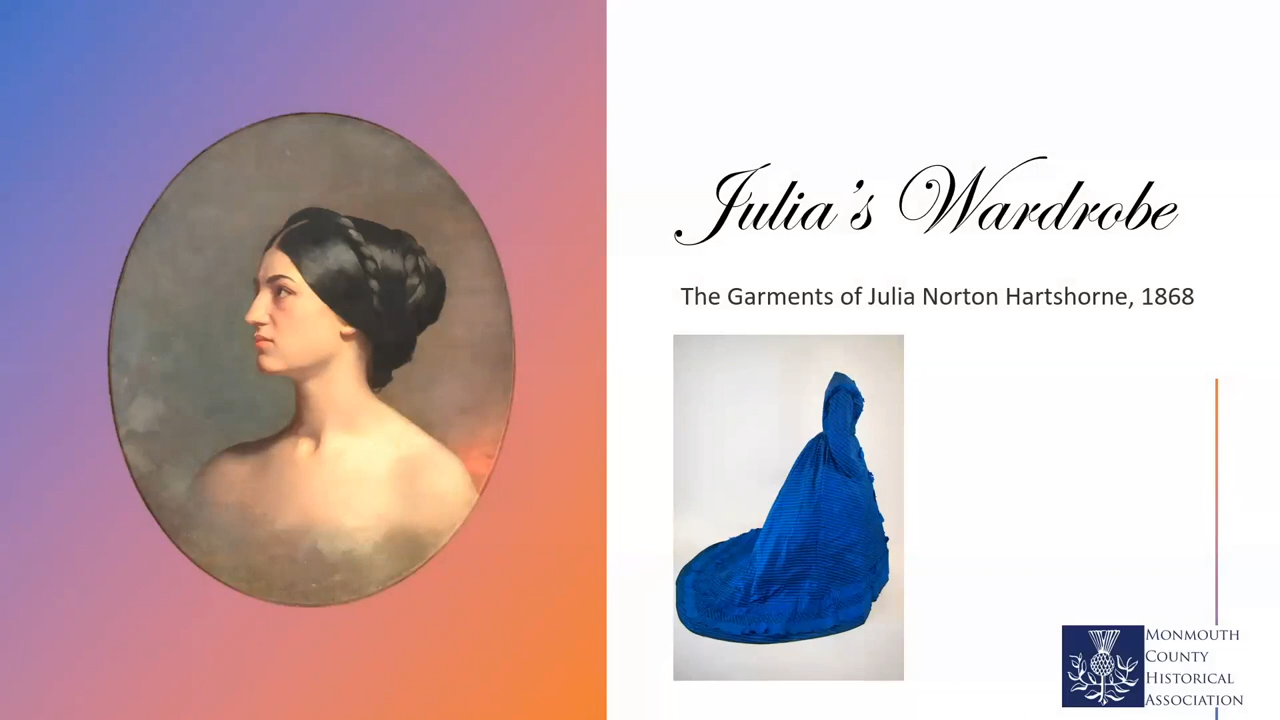 Julia's Wardrobe
The Garments of Julia Norton Hartshorne, 1868
MONMOUTH
COUNTY
HISTORICAL
ASSOCIATION